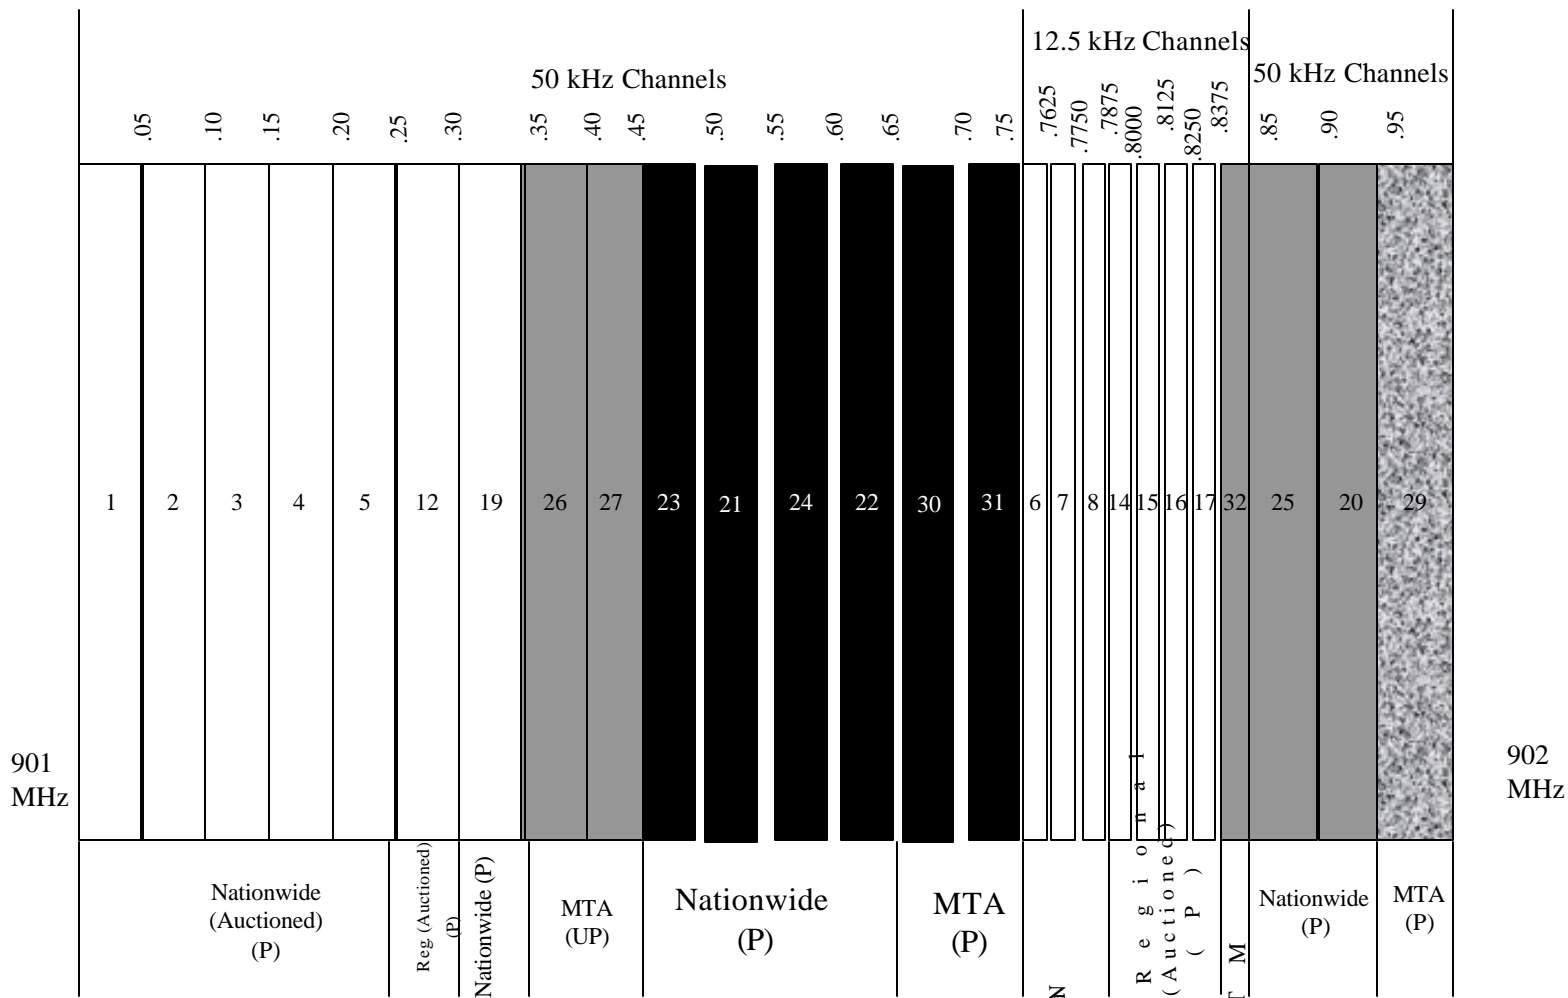 12.5 kHz Channels
50 kHz Channels
50 kHz Channels
.05
.10
.15
.20
.25
.30
.35
.40
.45
.50
.55
.60
.65
.70
.75
.7625
.7750
.7875
.8000
.8125
.8250
.8375
.85
.90
.95
1
2
3
4
5
12
19
26
27
23
21
24
22
30
31
6
7
8
14
15
16
17
32
25
20
29
901
MHz
902
MHz
Nationwide
(Auctioned)
(P)
Reg (Auctioned)
(P)
Nationwide (P)
MTA
(UP)
Nationwide
(P)
MTA
(P)
N
Regional
(Auctioned)
(P)
M
Nationwide
(P)
MTA
(P)